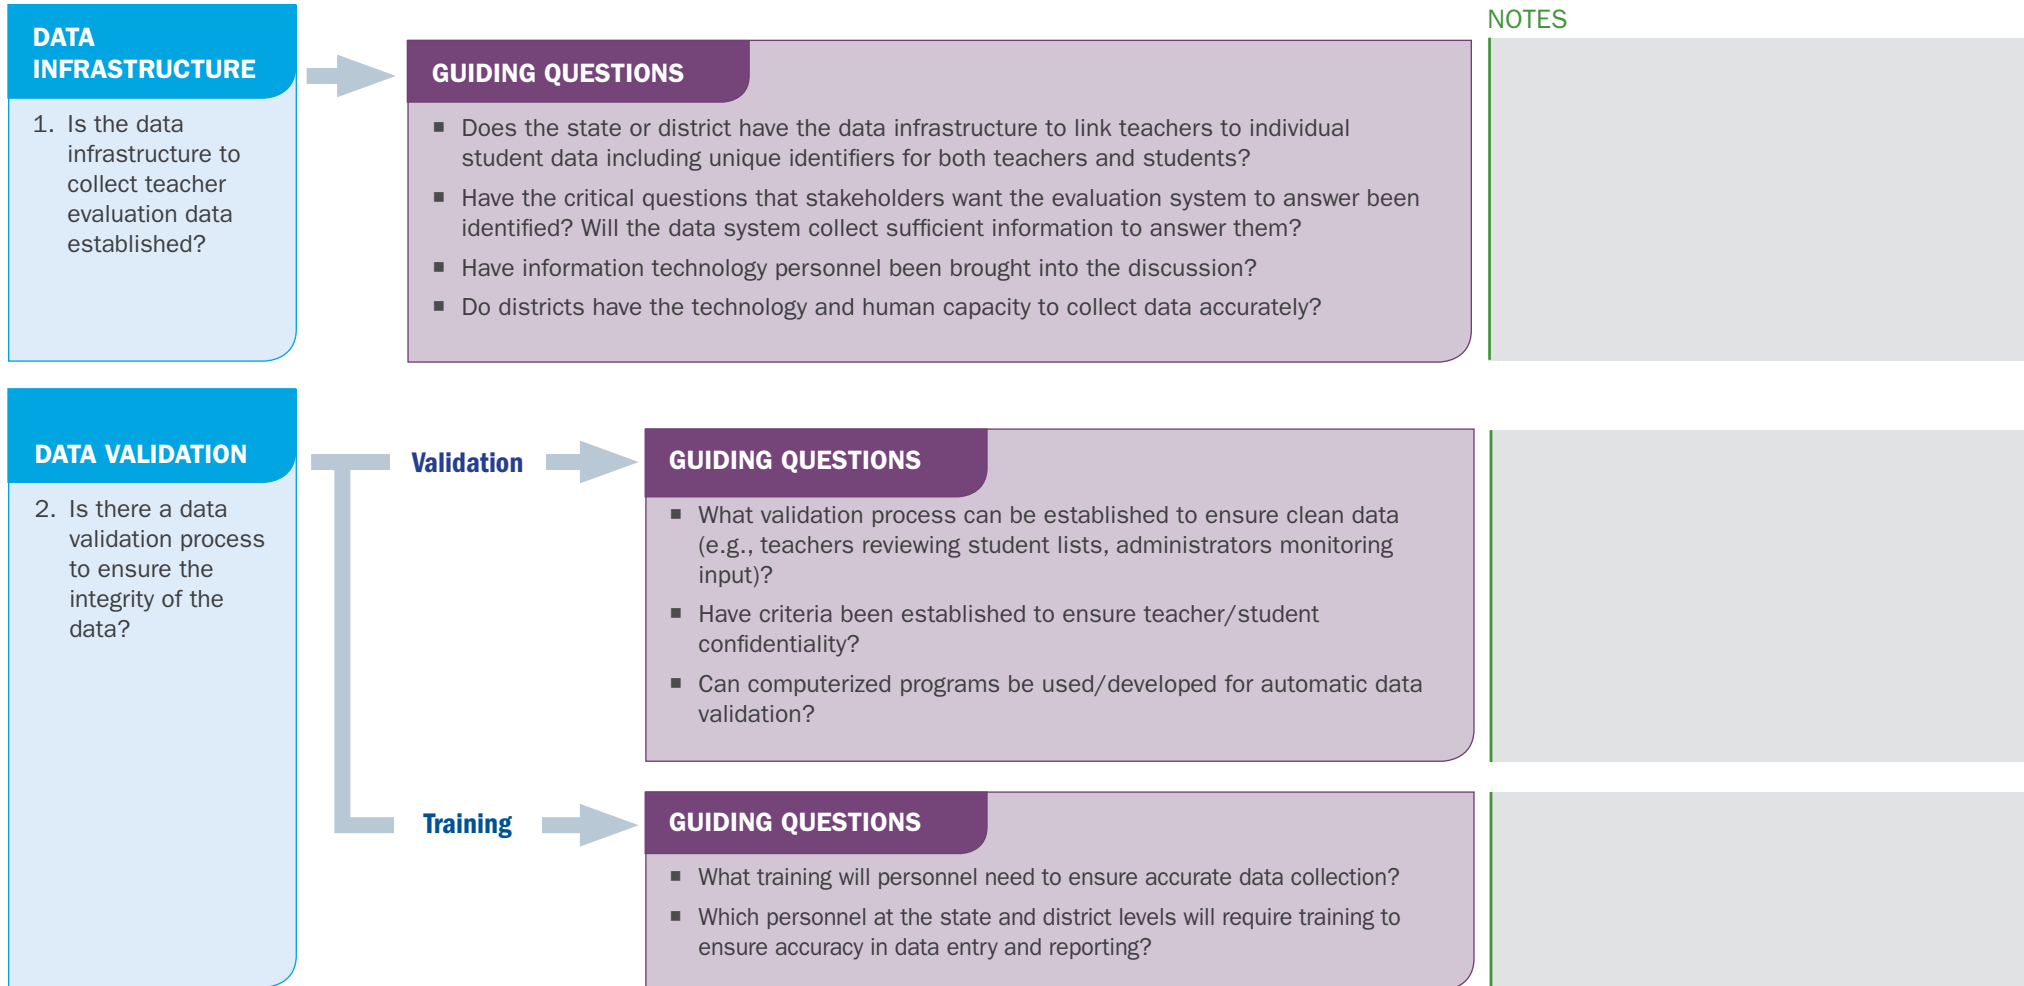 NOTES
DATA
INFRASTRUCTURE
1. Is the data
infrastructure to
collect teacher
evaluation data
established?
GUIDING QUESTIONS
■ Does the state or district have the data infrastructure to link teachers to individual
student data including unique identifiers for both teachers and students?
■ Have the critical questions that stakeholders want the evaluation system to answer been
identified? Will the data system collect sufficient information to answer them?
■ Have information technology personnel been brought into the discussion?
■ Do districts have the technology and human capacity to collect data accurately?
DATA VALIDATION
2. Is there a data
validation process
to ensure the
integrity of the
data?
Validation
GUIDING QUESTIONS
■ What validation process can be established to ensure clean data
(e.g., teachers reviewing student lists, administrators monitoring
input)?
■ Have criteria been established to ensure teacher/student
confidentiality?
■ Can computerized programs be used/developed for automatic data
validation?
Training
GUIDING QUESTIONS
■ What training will personnel need to ensure accurate data collection?
■ Which personnel at the state and district levels will require training to
ensure accuracy in data entry and reporting?